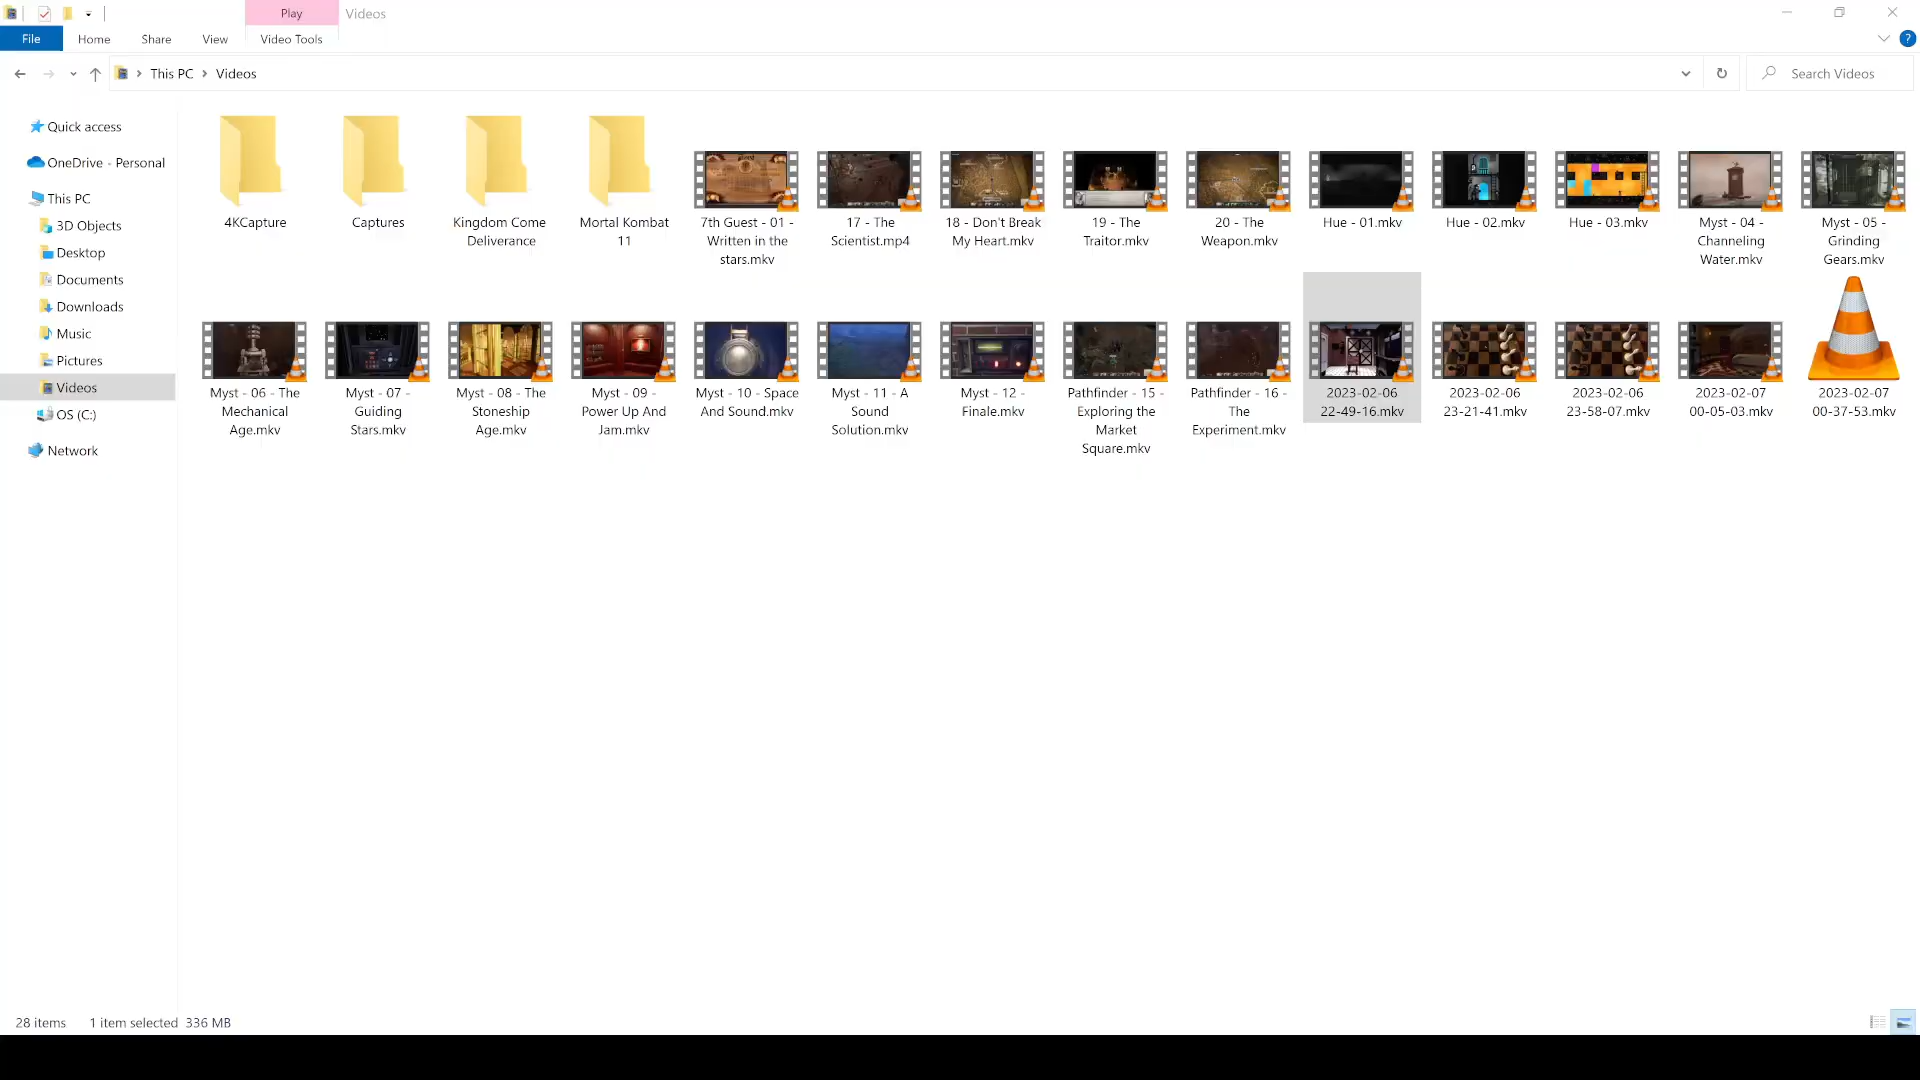 Play
Videos
File
Home
Share
View
Video Tools
?
This PC
Videos
Search Videos
Quick access
OneDrive - Personal
This PC
3D Objects
Desktop
Documents
Downloads
Music
Pictures
Videos
OS (C:)
Network
4KCapture
Captures
Kingdom Come
Deliverance
Mortal Kombat
11
7th Guest - 01 -
Written in the
stars.mkv
17 - The
Scientist.mp4
18 - Don't Break
My Heart.mkv
19 - The
Traitor.mkv
20 - The
Weapon.mkv
Hue - 01.mkv
Hue - 02.mkv
Hue - 03.mkv
Myst - 04 -
Channeling
Water.mkv
Myst - 05 -
Grinding
Gears.mkv
Myst - 06 - The
Mechanical
Age.mkv
Myst - 07 -
Guiding
Stars.mkv
Myst - 08 - The
Stoneship
Age.mkv
Myst - 09 -
Power Up And
Jam.mkv
Myst - 10 - Space
And Sound.mkv
Myst - 11 - A
Sound
Solution.mkv
Myst - 12 -
Finale.mkv
Pathfinder - 15 -
Exploring the
Market
Square.mkv
Pathfinder - 16 -
The
Experiment.mkv
2023-02-06
22-49-16.mkv
2023-02-06
23-21-41.mkv
2023-02-06
23-58-07.mkv
2023-02-07
00-05-03.mkv
2023-02-07
00-37-53.mkv
28 items
1 item selected 336 MB